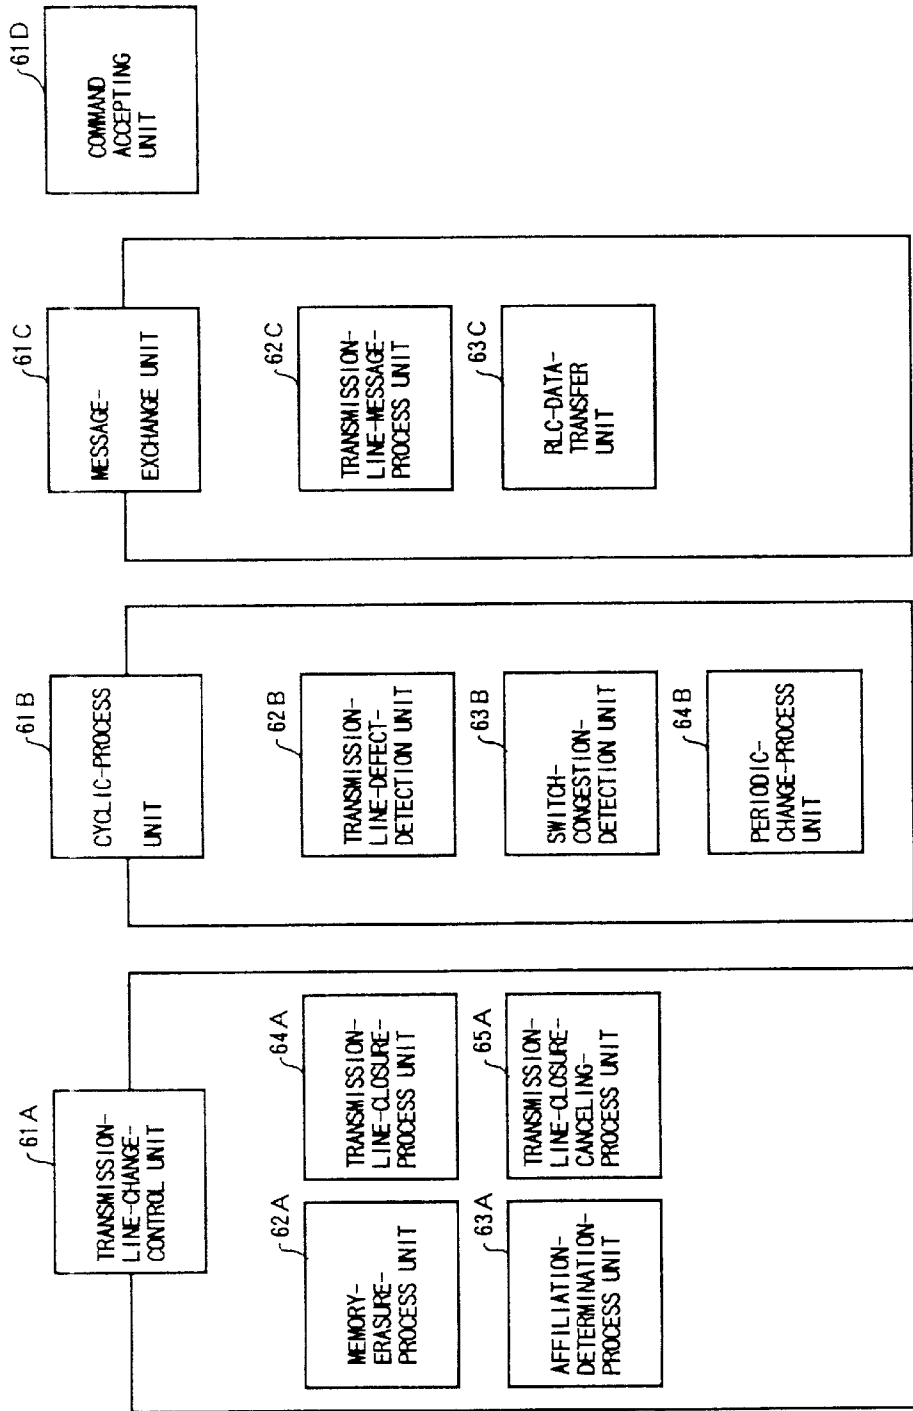 61A
TRANSMISSION-
LINE-CHANGE-
CONTROL UNIT
62A
MEMORY-
ERASURE-
PROCESS UNIT
64A
TRANSMISSION-
LINE-CLOSURE-
PROCESS UNIT
63A
AFFILIATION-
DETERMINATION-
PROCESS UNIT
65A
TRANSMISSION-
LINE-CLOSURE-
CANCELING-
PROCESS UNIT
61B
CYCLIC-PROCESS
UNIT
62B
TRANSMISSION-
LINE-DEFECT-
DETECTION UNIT
63B
SWITCH-
CONGESTION-
DETECTION UNIT
64B
PERIODIC-
CHANGE-PROCESS
UNIT
61C
MESSAGE-
EXCHANGE UNIT
62C
TRANSMISSION-
LINE-MESSAGE-
PROCESS UNIT
63C
RLC-DATA-
TRANSFER
UNIT
61D
COMMAND
ACCEPTING
UNIT